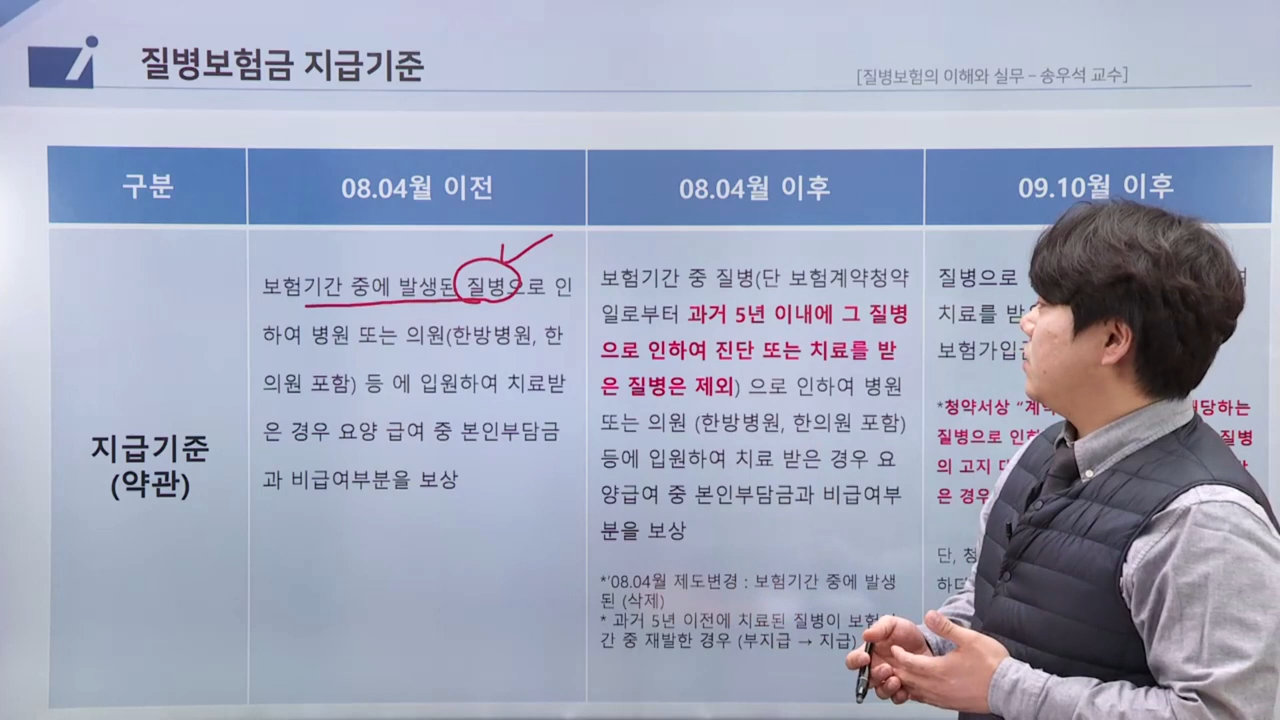 질병보험금 지급기준
[질병보험의 이해와 실무 – 송우석 교수]
구분
08.04월 이전
08.04월 이후
09.10월 이후
지급기준
(약관)
보험기간 중에 발생된 질병으로 인
하여 병원 또는 의원(한방병원, 한
의원 포함) 등 에 입원하여 치료받
은 경우 요양 급여 중 본인부담금
과 비급여부분을 보상
보험기간 중 질병(단 보험계약청약
일로부터 과거 5년 이내에 그 질병
으로 인하여 진단 또는 치료를 받
은 질병은 제외) 으로 인하여 병원
또는 의원 (한방병원, 한의원 포함)
등에 입원하여 치료 받은 경우 요
양급여 중 본인부담금과 비급여부
분을 보상
*'08.04월 제도변경 : 보험기간 중에 발생
된 (삭제)
* 과거 5년 이전에 치료된 질병이 보험
간 중 재발한 경우 (부지급 → 지급)
질병으로
치료를 받
보험가입
*청약서상 “계 해당하는
질병으로 인 질병
의 고지
은 경우
단, 청